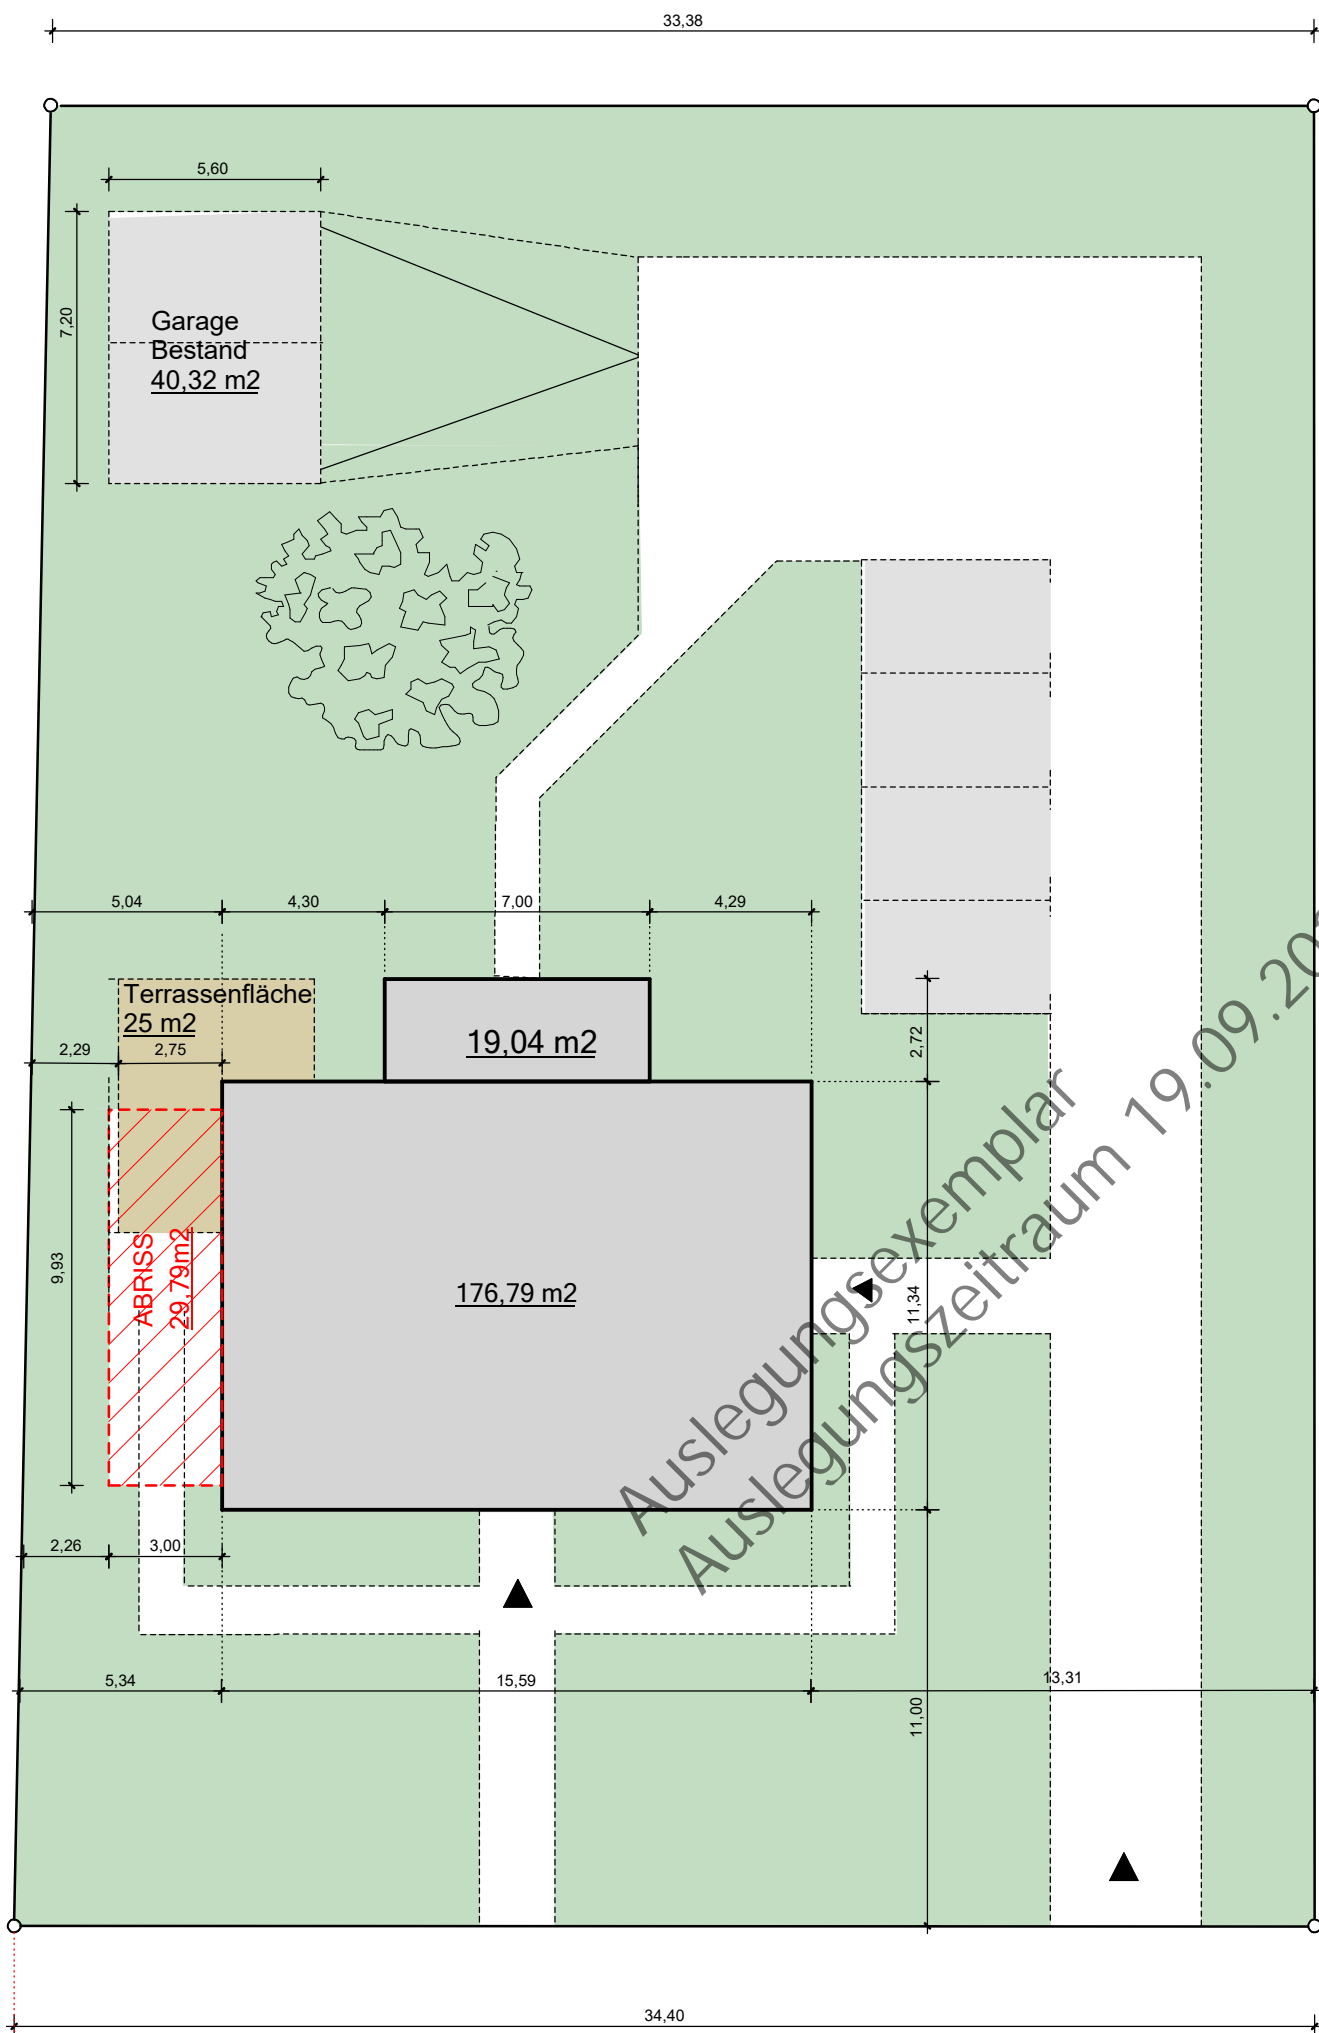 33,38
5,60
7,20
Garage
Bestand
40,32 m2
5,04
4,30
7,00
4,29
Terrassenfläche
25 m2
19,04 m2
2,72
2,29
2,75
9,93
ABRISS
29,79m2
176,79 m2
11,34
Auslegungsexemplar
Auslegungszeitraum 19.09.20
2,26
3,00
5,34
15,59
13,31
11,00
34,40